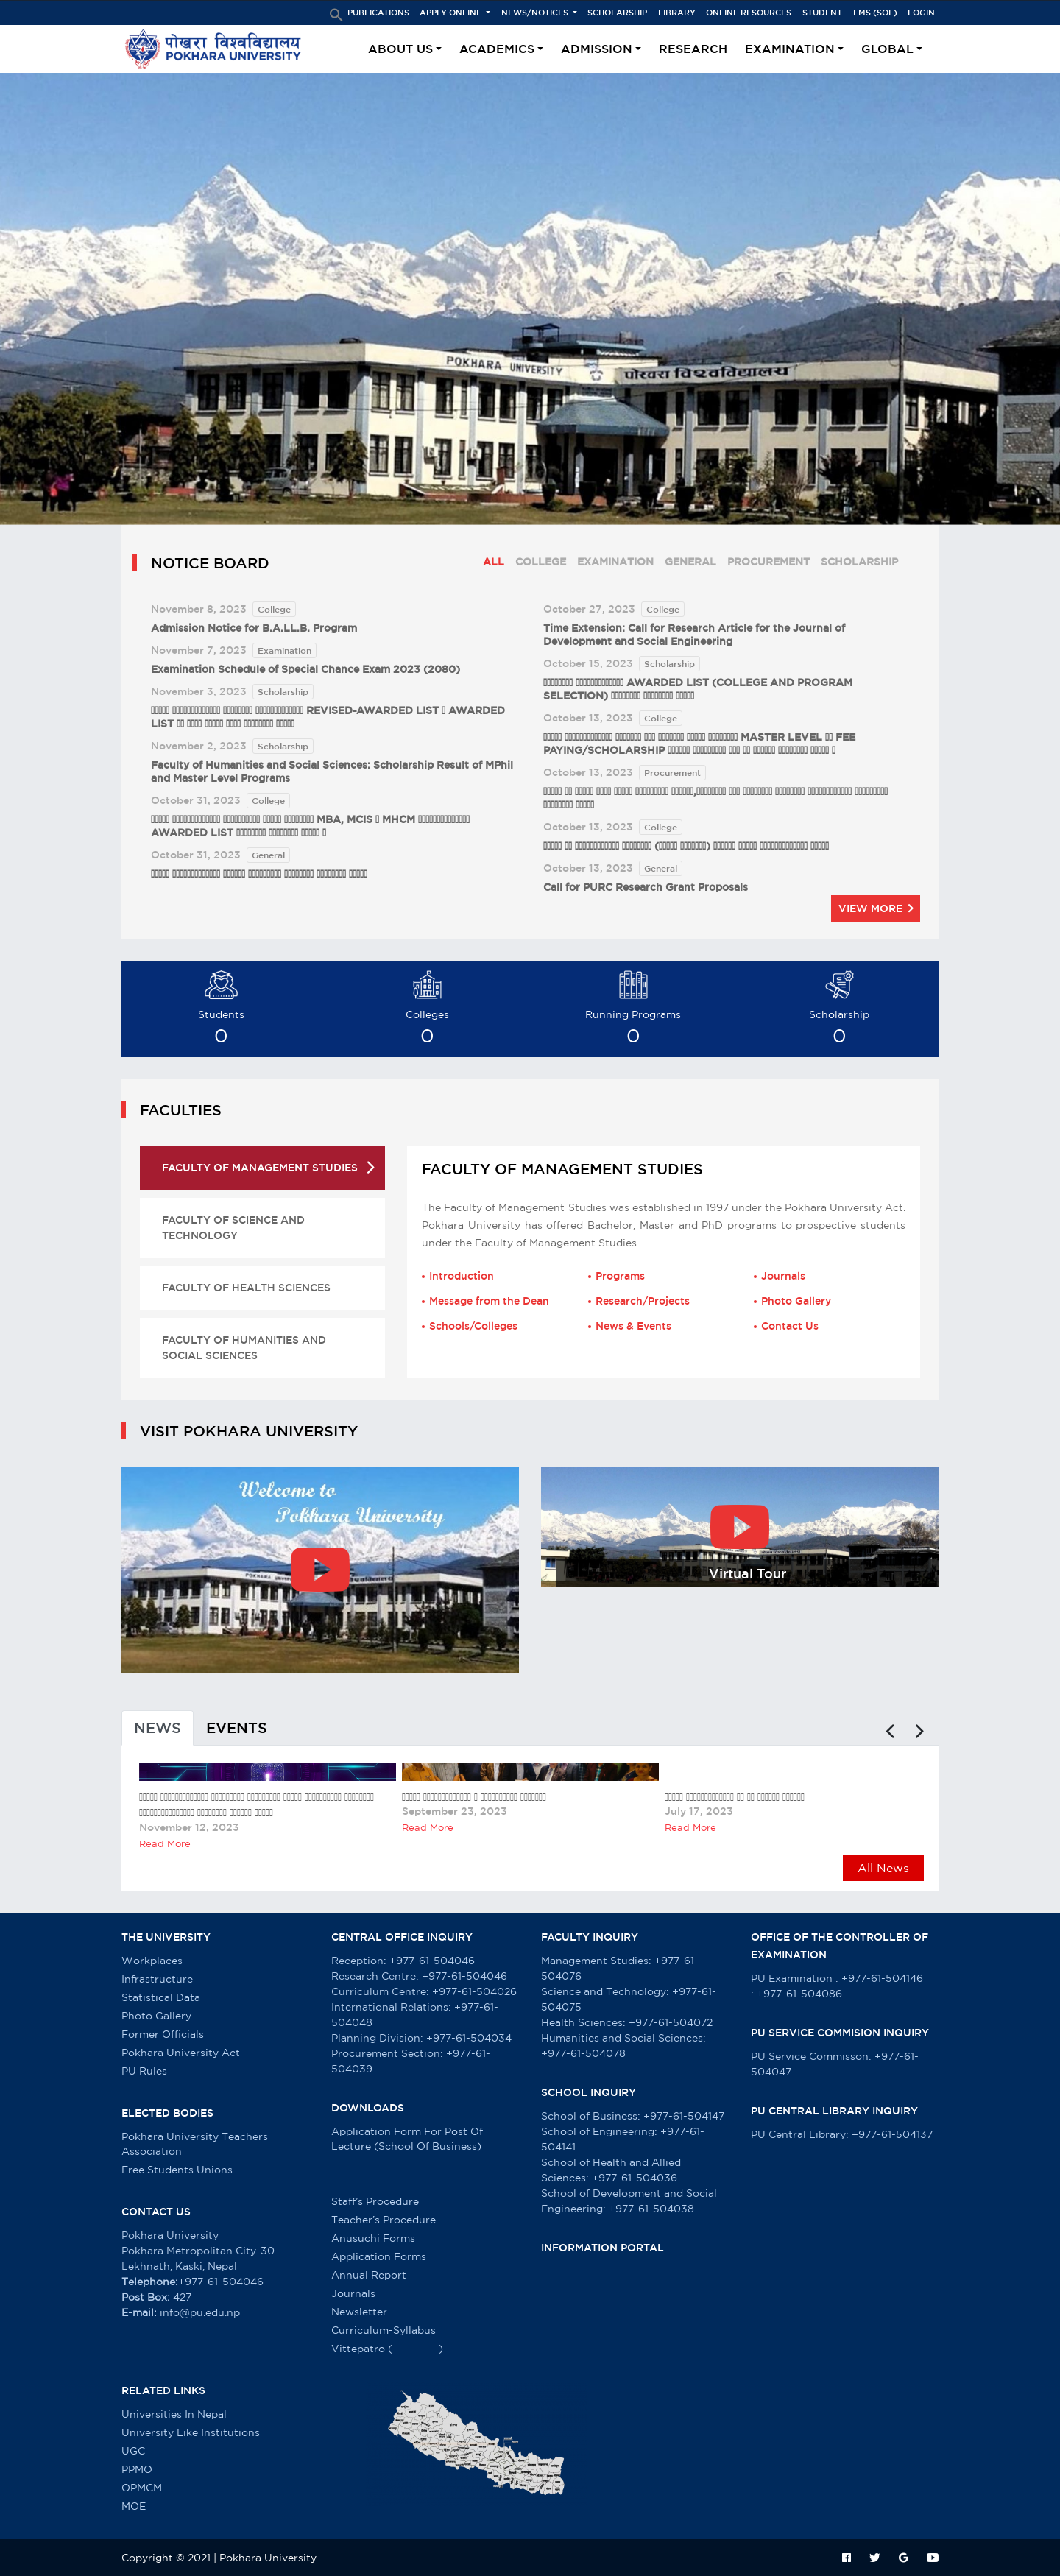 PUBLICATIONS APPLY ONLINE NEWS/NOTICES SCHOLARSHIP LIBRARY ONLINE RESOURCES STUDENT LMS (SOE) LOGIN
पोखरा विश्वविद्यालय
POKHARA UNIVERSITY
ABOUT US ACADEMICS ADMISSION RESEARCH EXAMINATION GLOBAL
POKHARA UNIVERSITY पोखरा विश्वविद्यालय
NOTICE BOARD
ALL COLLEGE EXAMINATION GENERAL PROCUREMENT SCHOLARSHIP
November 8, 2023 College
Admission Notice for B.A.LL.B. Program
November 7, 2023 Examination
Examination Schedule of Special Chance Exam 2023 (2080)
November 3, 2023 Scholarship
REVISED-AWARDED LIST AWARDED
LIST
November 2, 2023 Scholarship
Faculty of Humanities and Social Sciences: Scholarship Result of MPhil
and Master Level Programs
October 31, 2023 College
MBA, MCIS MHCM
AWARDED LIST
October 31, 2023 General
October 27, 2023 College
Time Extension: Call for Research Article for the Journal of
Development and Social Engineering
October 15, 2023 Scholarship
AWARDED LIST (COLLEGE AND PROGRAM
SELECTION)
October 13, 2023 College
MASTER LEVEL FEE
PAYING/SCHOLARSHIP
October 13, 2023 Procurement
October 13, 2023 College
October 13, 2023 General
Call for PURC Research Grant Proposals
VIEW MORE
Students Colleges Running Programs Scholarship
0 0 0 0
FACULTIES
FACULTY OF MANAGEMENT STUDIES
FACULTY OF SCIENCE AND
TECHNOLOGY
FACULTY OF HEALTH SCIENCES
FACULTY OF HUMANITIES AND
SOCIAL SCIENCES
FACULTY OF MANAGEMENT STUDIES
The Faculty of Management Studies was established in 1997 under the Pokhara University Act.
Pokhara University has offered Bachelor, Master and PhD programs to prospective students
under the Faculty of Management Studies.
Introduction Programs Journals
Message from the Dean Research/Projects Photo Gallery
Schools/Colleges News & Events Contact Us
VISIT POKHARA UNIVERSITY
Welcome to
Pokhara University
Virtual Tour
NEWS EVENTS
November 12, 2023
Read More
September 23, 2023
Read More
July 17, 2023
Read More
All News
THE UNIVERSITY
Workplaces
Infrastructure
Statistical Data
Photo Gallery
Former Officials
Pokhara University Act
PU Rules
ELECTED BODIES
Pokhara University Teachers
Association
Free Students Unions
CONTACT US
Pokhara University
Pokhara Metropolitan City-30
Lekhnath, Kaski, Nepal
Telephone:+977-61-504046
Post Box: 427
E-mail: info@pu.edu.np
CENTRAL OFFICE INQUIRY
Reception: +977-61-504046
Research Centre: +977-61-504046
Curriculum Centre: +977-61-504026
International Relations: +977-61-
504048
Planning Division: +977-61-504034
Procurement Section: +977-61-
504039
DOWNLOADS
Application Form For Post Of
Lecture (School Of Business)
Staff's Procedure
Teacher's Procedure
Anusuchi Forms
Application Forms
Annual Report
Journals
Newsletter
Curriculum-Syllabus
Vittepatro ( )
FACULTY INQUIRY
Management Studies: +977-61-
504076
Science and Technology: +977-61-
504075
Health Sciences: +977-61-504072
Humanities and Social Sciences:
+977-61-504078
SCHOOL INQUIRY
School of Business: +977-61-504147
School of Engineering: +977-61-
504141
School of Health and Allied
Sciences: +977-61-504036
School of Development and Social
Engineering: +977-61-504038
INFORMATION PORTAL
OFFICE OF THE CONTROLLER OF
EXAMINATION
PU Examination : +977-61-504146
: +977-61-504086
PU SERVICE COMMISION INQUIRY
PU Service Commisson: +977-61-
504047
PU CENTRAL LIBRARY INQUIRY
PU Central Library: +977-61-504137
RELATED LINKS
Universities In Nepal
University Like Institutions
UGC
PPMO
OPMCM
MOE
Copyright © 2021 | Pokhara University.